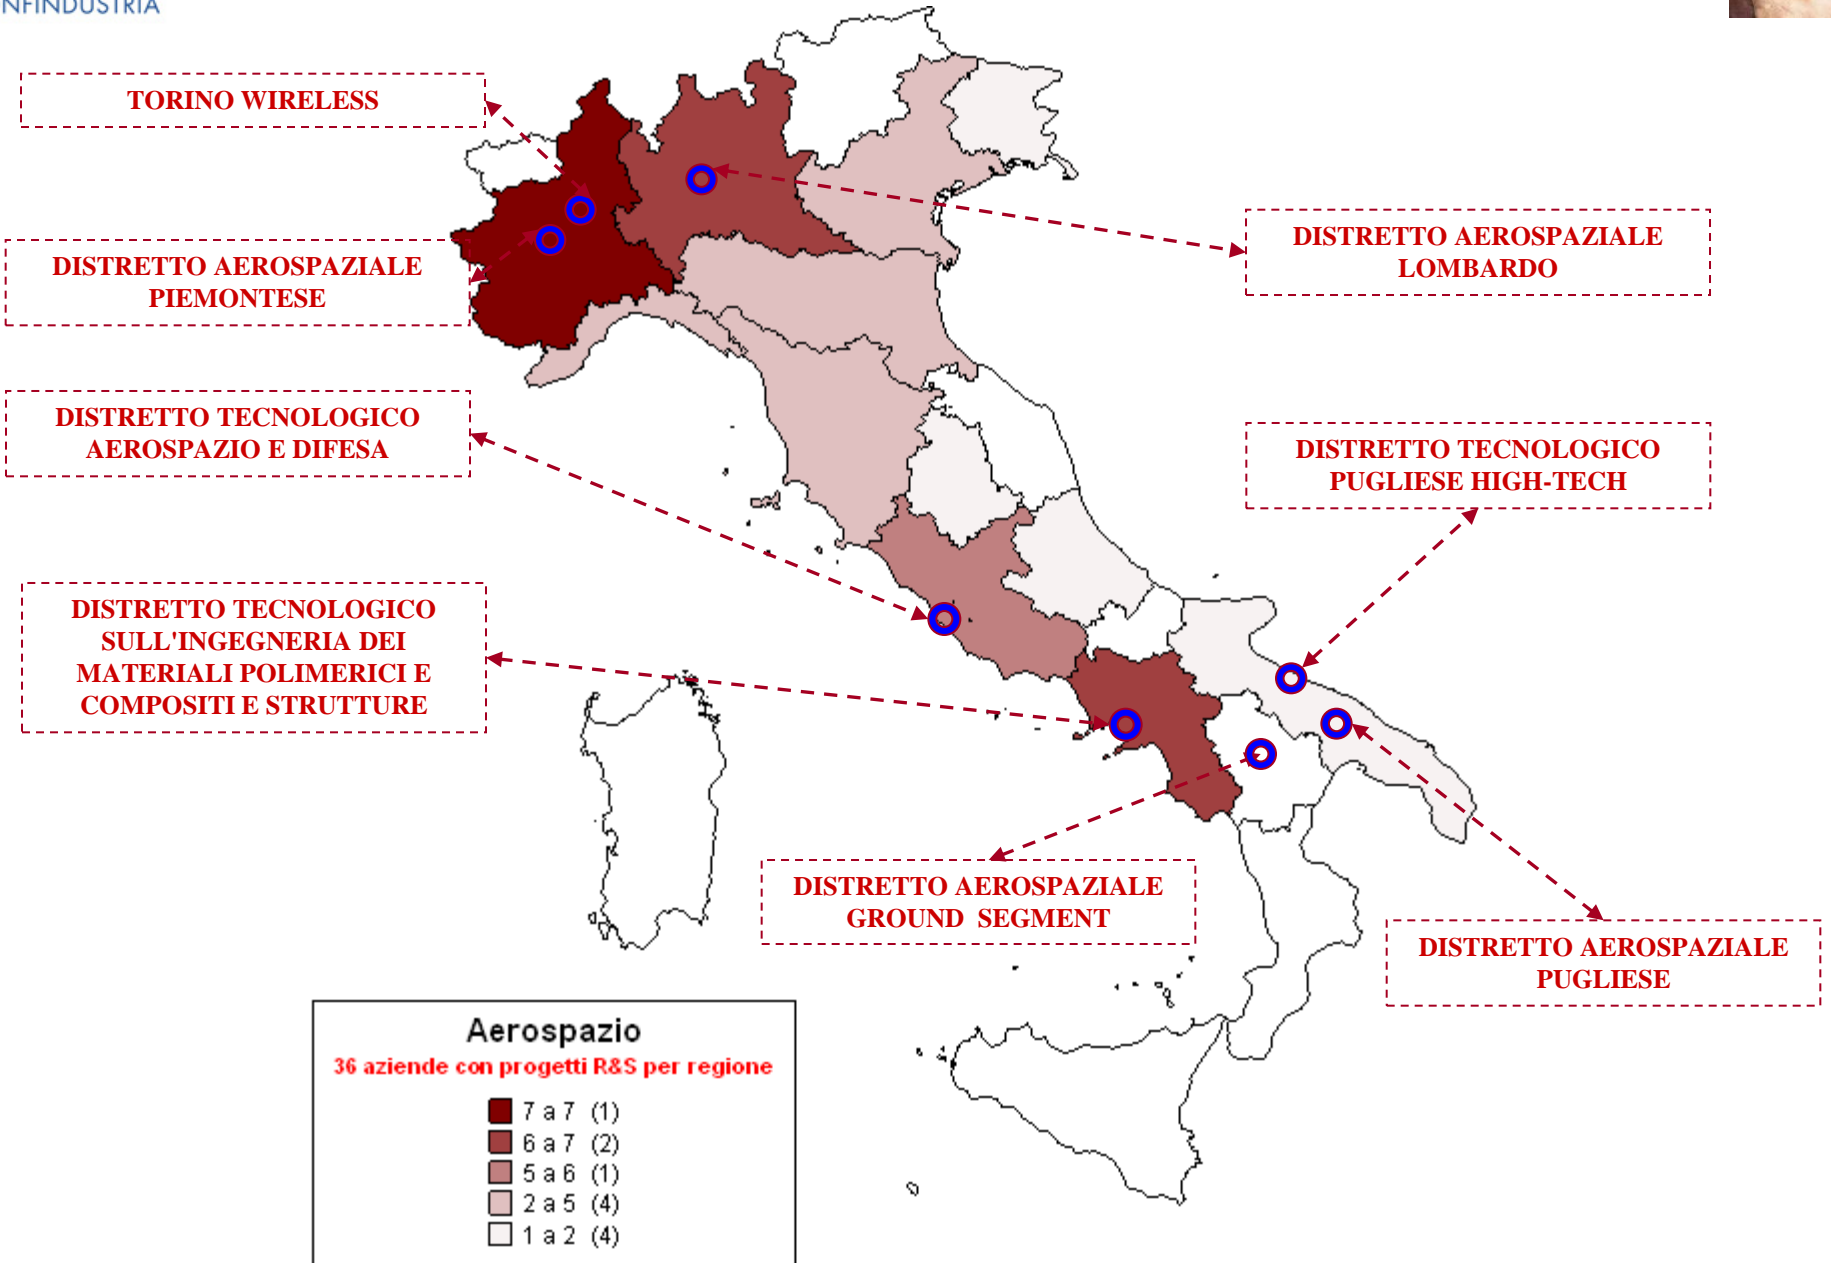 NFINDUSTRIA
TORINO WIRELESS
DISTRETTO AEROSPAZIALE
PIEMONTESE
DISTRETTO AEROSPAZIALE
LOMBARDO
DISTRETTO TECNOLOGICO
AEROSPAZIO E DIFESA
DISTRETTO TECNOLOGICO
PUGLIESE HIGH-TECH
DISTRETTO TECNOLOGICO
SULL'INGEGNERIA DEI
MATERIALI POLIMERICI E
COMPOSITI E STRUTTURE
DISTRETTO AEROSPAZIALE
GROUND SEGMENT
DISTRETTO AEROSPAZIALE
PUGLIESE
Aerospazio
36 aziende con progetti R&S per regione
7 a 7 (1)
6 a 7 (2)
5 a 6 (1)
2 a 5 (4)
1 a 2 (4)